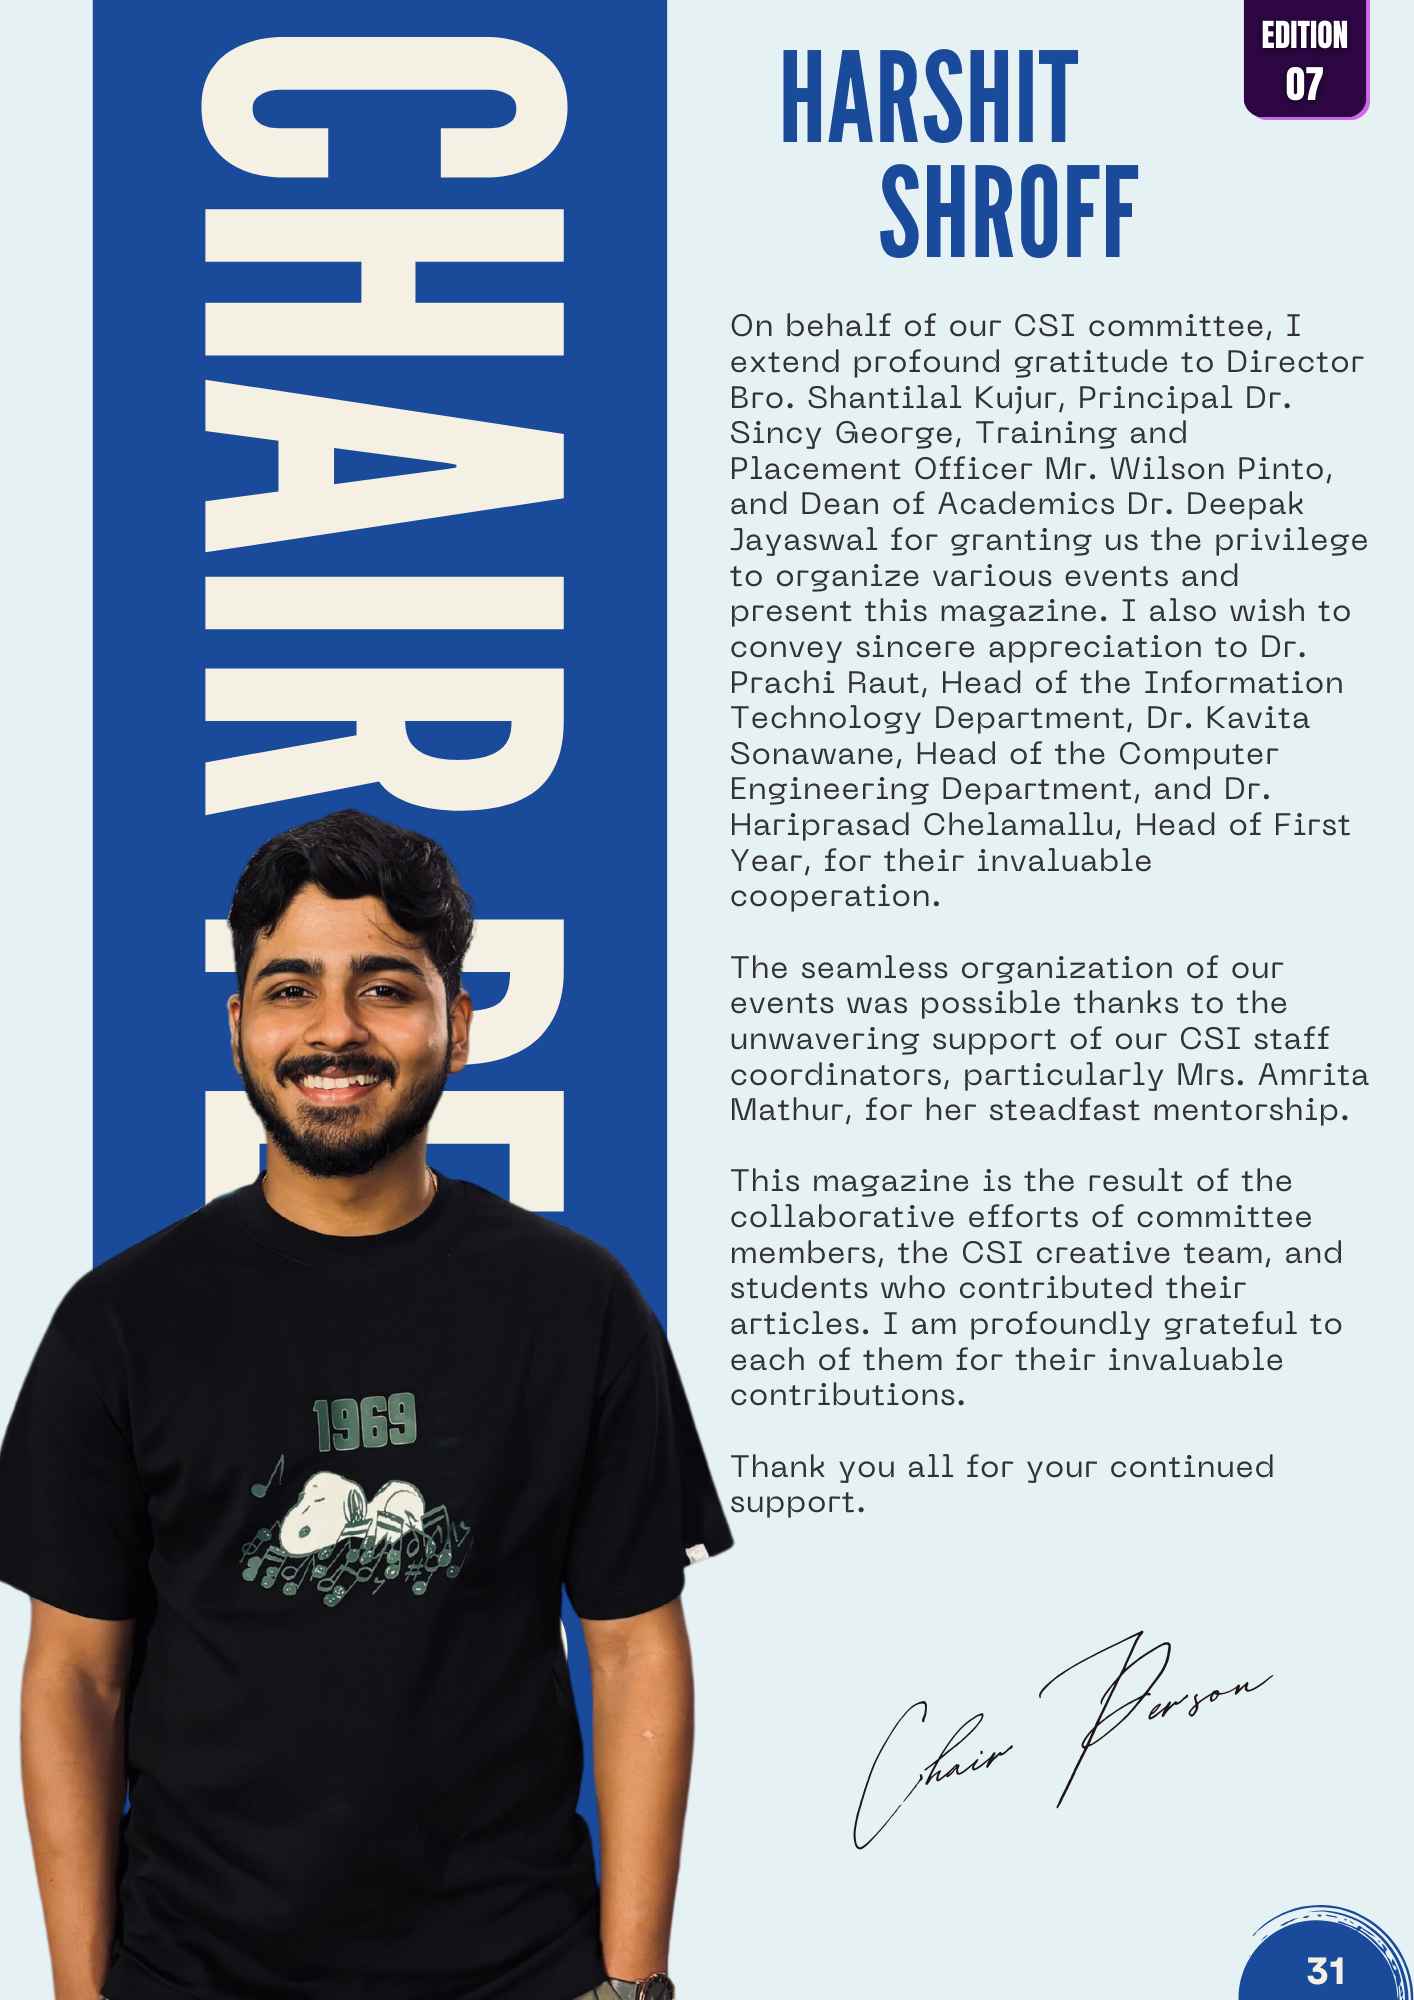 EDITION
07
HARSHIT
SHROFF
CHAIR PE
On behalf of our CSI committee, I
extend profound gratitude to Director
Bro. Shantilal Kujur, Principal Dr.
Sincy George, Training and
Placement Officer Mr. Wilson Pinto,
and Dean of Academics Dr. Deepak
Jayaswal for granting us the privilege
to organize various events and
present this magazine. I also wish to
convey sincere appreciation to Dr.
Prachi Raut, Head of the Information
Technology Department, Dr. Kavita
Sonawane, Head of the Computer
Engineering Department, and Dr.
Hariprasad Chelamallu, Head of First
Year, for their invaluable
cooperation.
The seamless organization of our
events was possible thanks to the
unwavering support of our CSI staff
coordinators, particularly Mrs. Amrita
Mathur, for her steadfast mentorship.
This magazine is the result of the
collaborative efforts of committee
members, the CSI creative team, and
students who contributed their
articles. I am profoundly grateful to
each of them for their invaluable
contributions.
Thank you all for your continued
support.
1969
Chair Person
31